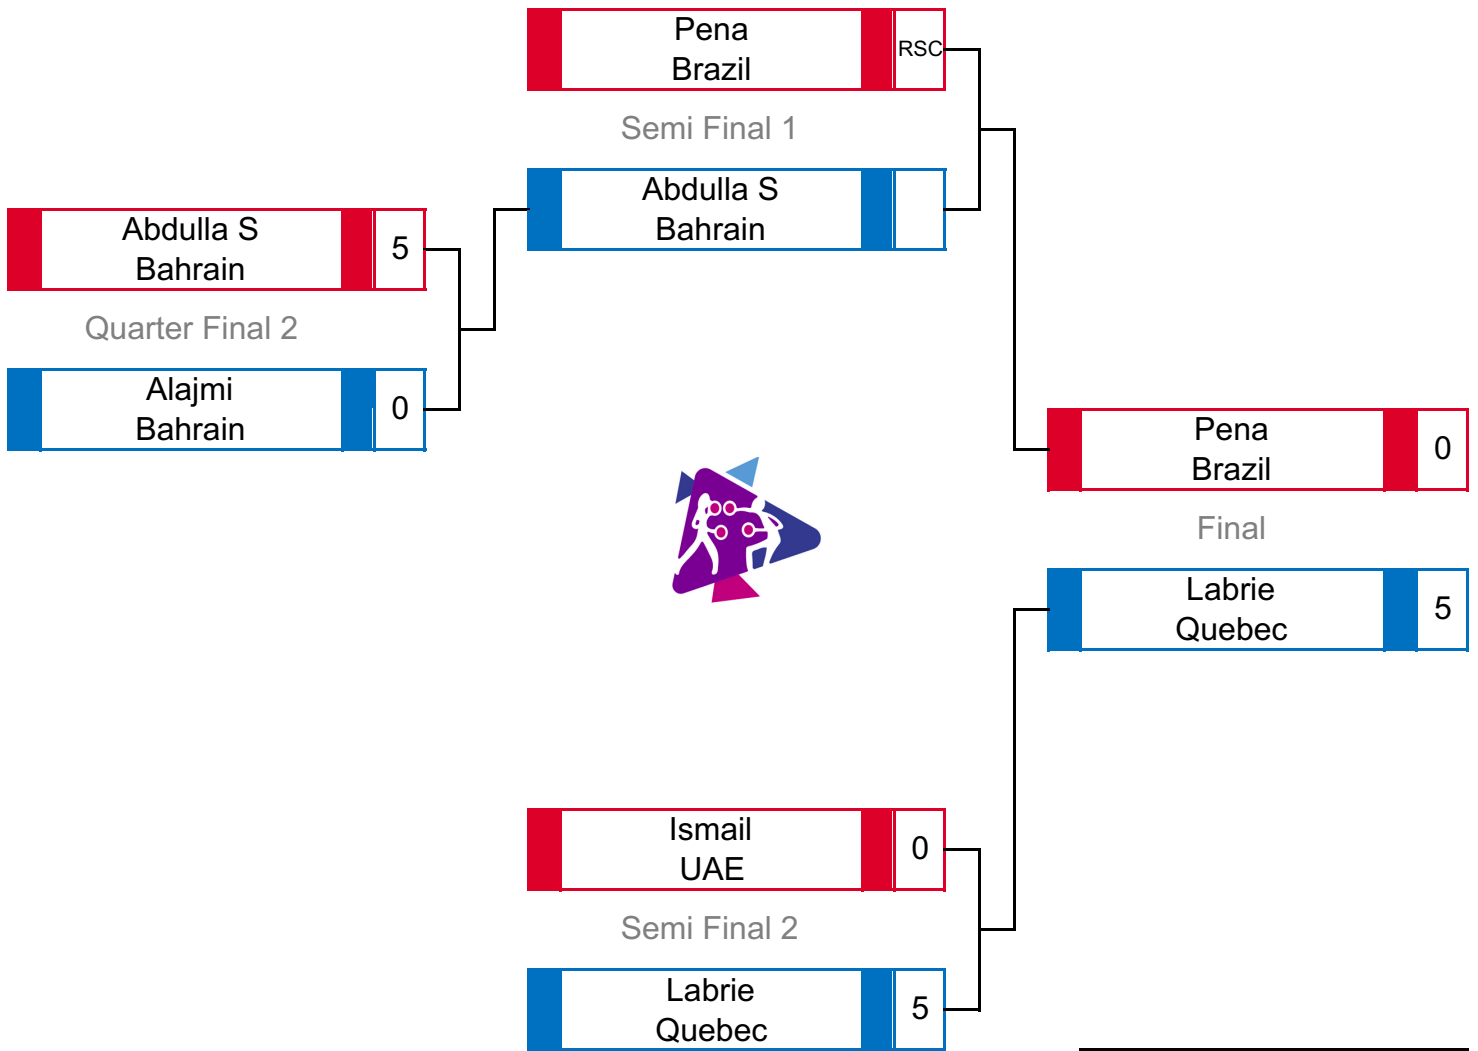 Pena
Brazil
RSC
Semi Final 1
Abdulla S
Bahrain
Abdulla S
Bahrain
5
Quarter Final 2
Alajmi
Bahrain
0
Pena
Brazil
0
Final
Labrie
Quebec
5
Ismail
UAE
0
Semi Final 2
Labrie
Quebec
5